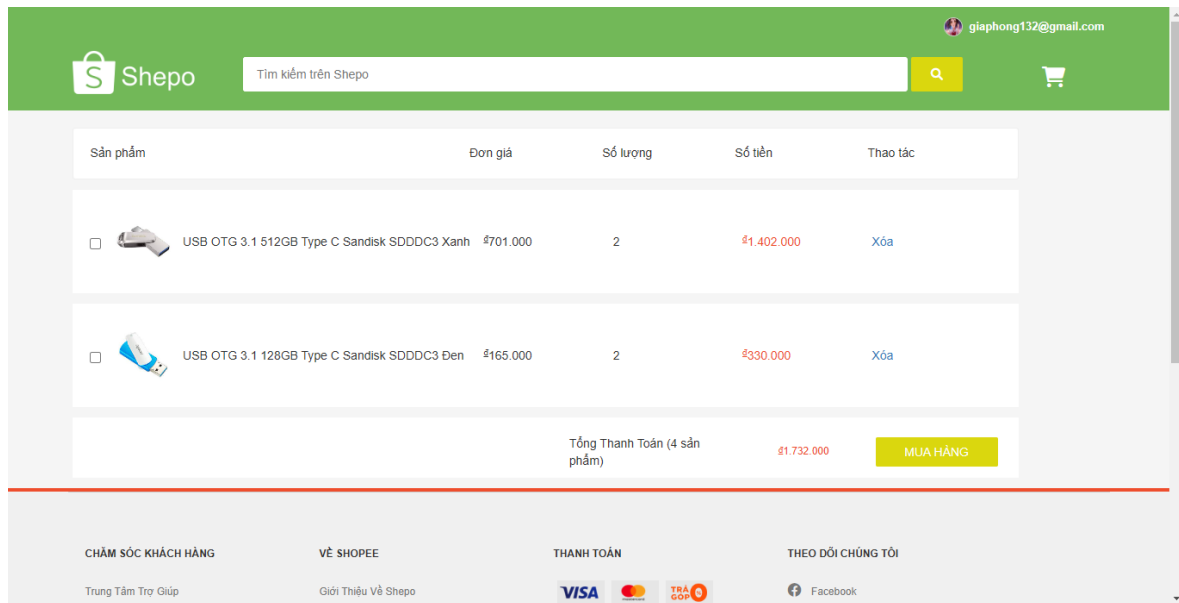 giaphong132@gmail.com
S Shepo
Tìm kiếm trên Shepo
Sản phẩm Đơn giá Số lượng Số tiền Thao tác
USB OTG 3.1 512GB Type C Sandisk SDDDC3 Xanh ₫701.000 2 ₫1.402.000 Xóa
USB OTG 3.1 128GB Type C Sandisk SDDDC3 Đen ₫165.000 2 ₫330.000 Xóa
Tổng Thanh Toán (4 sản
phẩm) ₫1.732.000 MUA HÀNG
CHĂM SÓC KHÁCH HÀNG VỀ SHOPEE THANH TOÁN THEO DÕI CHÚNG TÔI
Trung Tâm Trợ Giúp Giới Thiệu Về Shepo VISA TRẢ GÓP Facebook